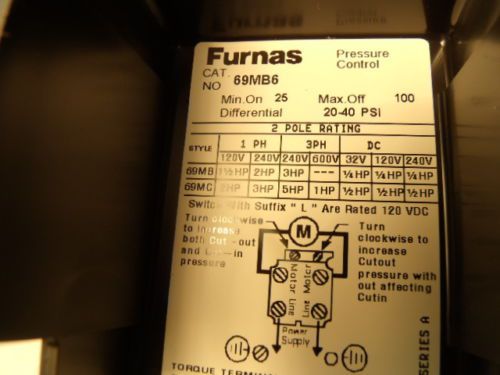 Furnas Pressure Control
CAT. NO 69MB6
Min.On 25 Max.Off 100
Differential 20-40 PSI
2 POLE RATING
STYLE 1 PH 3PH DC
120V 240V 240V 600V 32V 120V 240V
69MB 1½HP 2HP 3HP --- ¼HP ¼HP ¼HP
69MC 2HP 3HP 5HP 1HP ½HP ½HP ½HP
Switch With Suffix "L" Are Rated 120 VDC
Turn clockwise
to increase
both Cut-out
and Cut-in
pressure
M
Turn
clockwise to
increase
Cutout
pressure with
out affecting
Cutin
Motor Line
Line Motor
Power
Supply
SERIES A
TORQUE